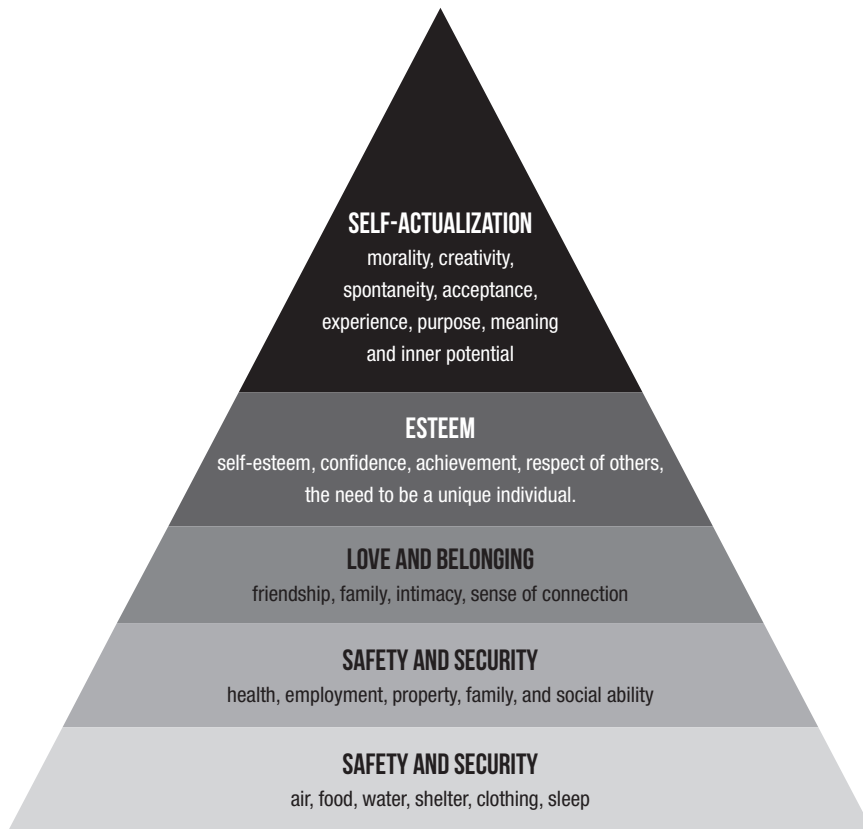 SELF-ACTUALIZATION
morality, creativity,
spontaneity, acceptance,
experience, purpose, meaning
and inner potential
ESTEEM
self-esteem, confidence, achievement, respect of others,
the need to be a unique individual.
LOVE AND BELONGING
friendship, family, intimacy, sense of connection
SAFETY AND SECURITY
health, employment, property, family, and social ability
SAFETY AND SECURITY
air, food, water, shelter, clothing, sleep